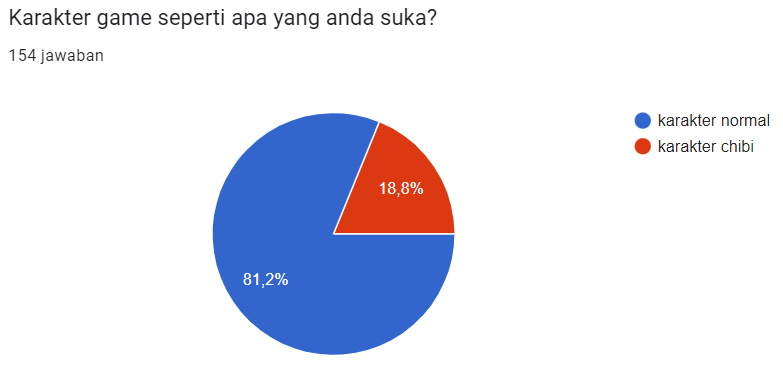 Karakter game seperti apa yang anda suka?
154 jawaban
karakter normal
karakter chibi
18,8%
81,2%